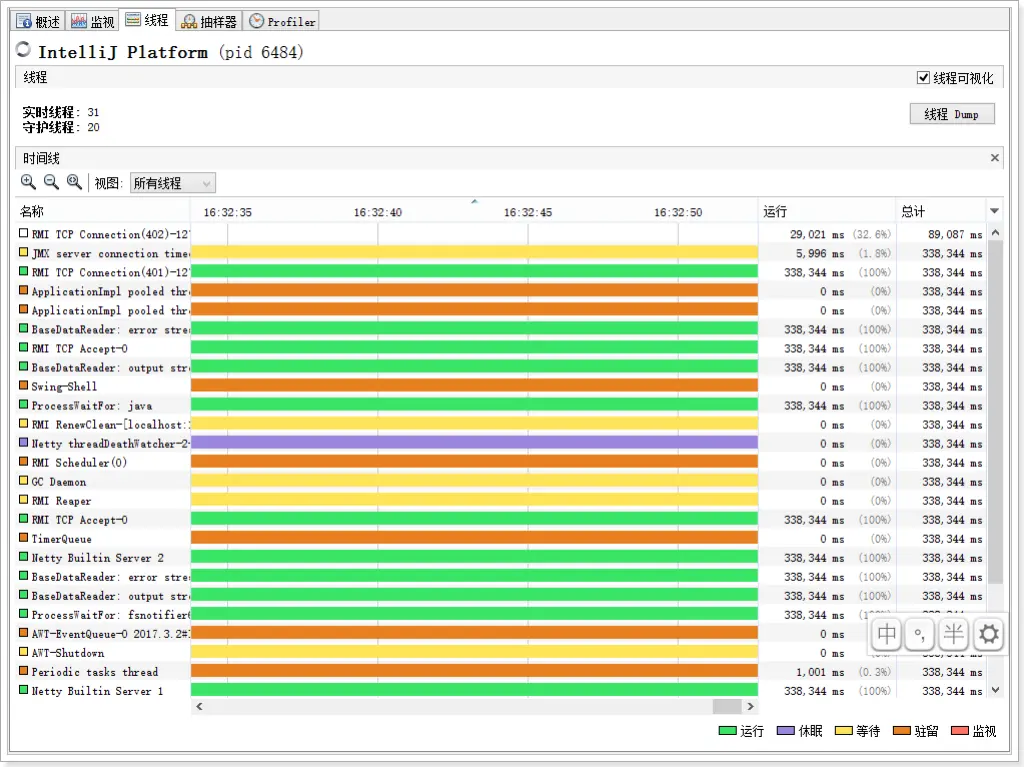 概述 监视 线程 抽样器 Profiler
IntelliJ Platform (pid 6484)
线程 线程可视化
实时线程: 31
守护线程: 20
线程 Dump
时间线
视图: 所有线程
名称 16:32:35 16:32:40 16:32:45 16:32:50 运行 总计
RMI TCP Connection(402)-12 29,021 ms (32.6%) 89,087 ms
JMX server connection time 5,996 ms (1.8%) 338,344 ms
RMI TCP Connection(401)-12 338,344 ms (100%) 338,344 ms
ApplicationImpl pooled thr 0 ms (0%) 338,344 ms
ApplicationImpl pooled thr 0 ms (0%) 338,344 ms
BaseDataReader: error stre 338,344 ms (100%) 338,344 ms
RMI TCP Accept-0 338,344 ms (100%) 338,344 ms
BaseDataReader: output str 338,344 ms (100%) 338,344 ms
Swing-Shell 0 ms (0%) 338,344 ms
ProcessWaitFor: java 338,344 ms (100%) 338,344 ms
RMI RenewClean-[localhost: 0 ms (0%) 338,344 ms
Netty threadDeathWatcher-2 0 ms (0%) 338,344 ms
RMI Scheduler(0) 0 ms (0%) 338,344 ms
GC Daemon 0 ms (0%) 338,344 ms
RMI Reaper 0 ms (0%) 338,344 ms
RMI TCP Accept-0 338,344 ms (100%) 338,344 ms
TimerQueue 0 ms (0%) 338,344 ms
Netty Builtin Server 2 338,344 ms (100%) 338,344 ms
BaseDataReader: error stre 338,344 ms (100%) 338,344 ms
BaseDataReader: output str 338,344 ms (100%) 338,344 ms
ProcessWaitFor: fsnotifier 338,344 ms
AWT-EventQueue-0 2017.3.2# 0 ms
AWT-Shutdown 0 ms
Periodic tasks thread 1,001 ms (0.3%) 338,344 ms
Netty Builtin Server 1 338,344 ms (100%) 338,344 ms
中 °, 半
运行 休眠 等待 驻留 监视